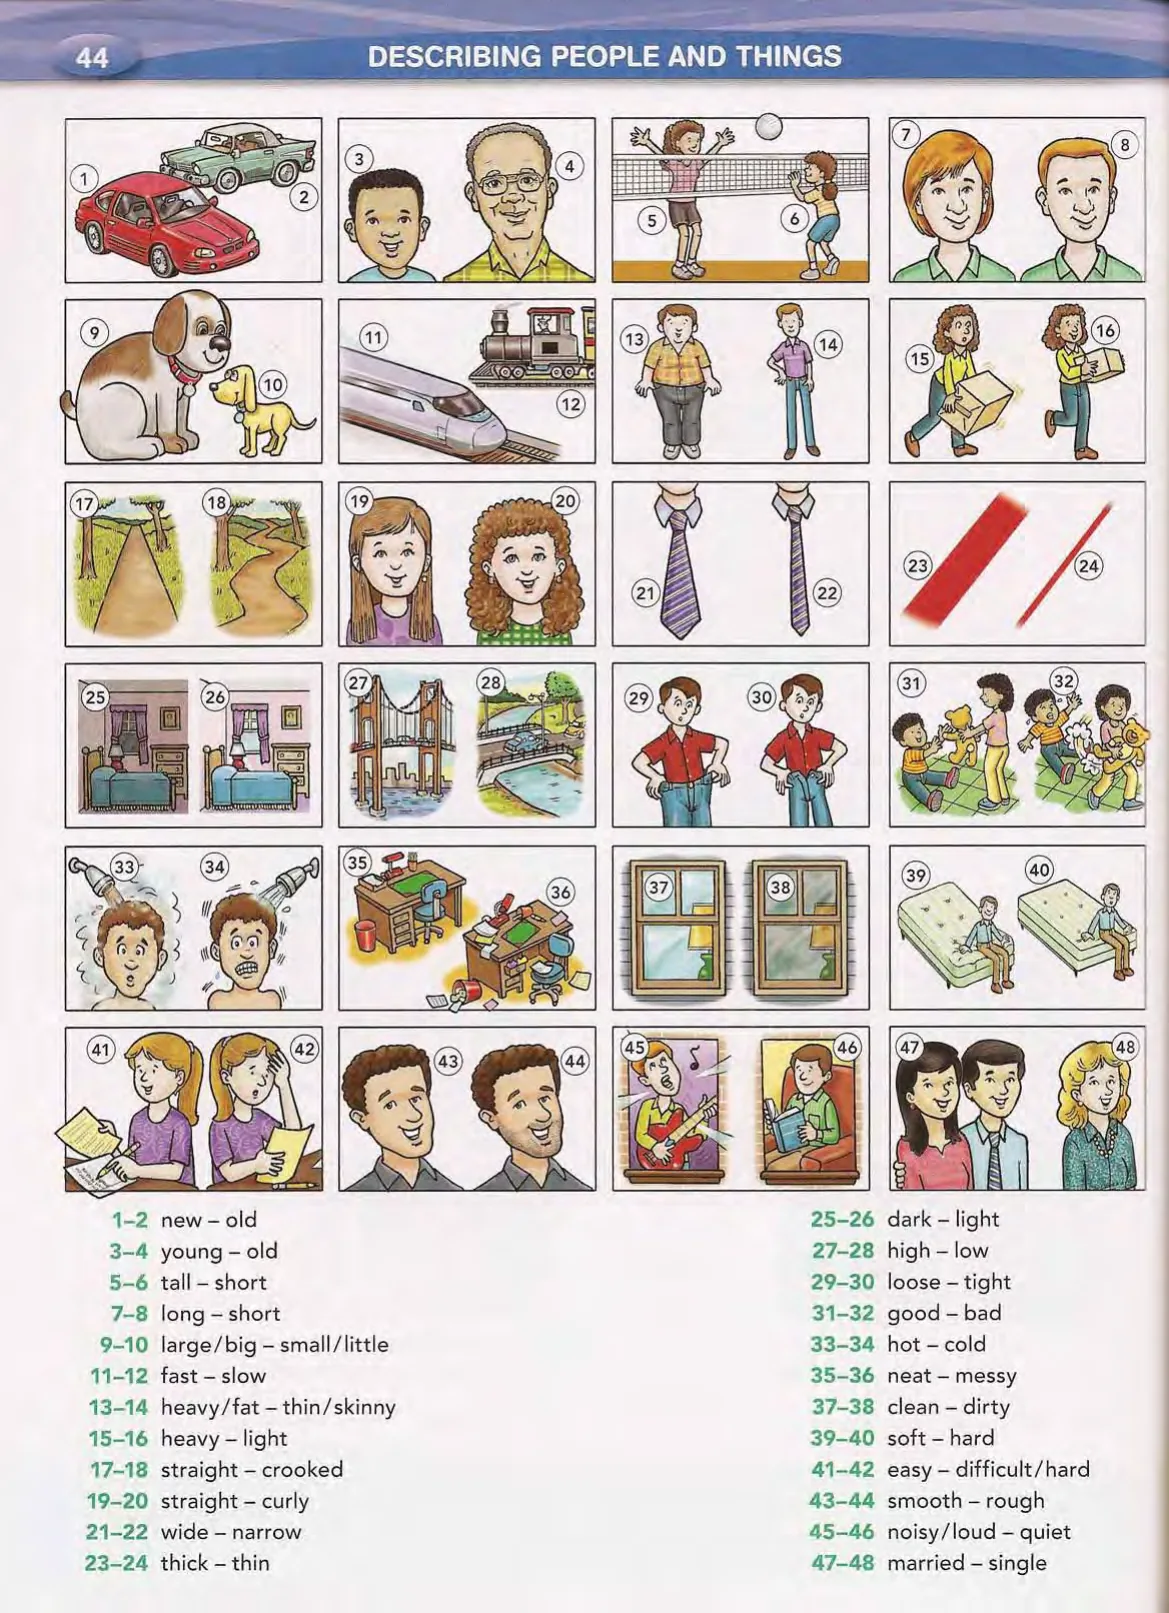 44
DESCRIBING PEOPLE AND THINGS
1
2
3
4
5
6
7
8
9
10
11
12
13
14
15
16
17
18
19
20
21
22
23
24
25
26
27
28
29
30
31
32
33
34
35
36
37
38
39
40
41
42
43
44
45
46
47
48
1–2 new – old
3–4 young – old
5–6 tall – short
7–8 long – short
9–10 large/big – small/little
11–12 fast – slow
13–14 heavy/fat – thin/skinny
15–16 heavy – light
17–18 straight – crooked
19–20 straight – curly
21–22 wide – narrow
23–24 thick – thin
25–26 dark – light
27–28 high – low
29–30 loose – tight
31–32 good – bad
33–34 hot – cold
35–36 neat – messy
37–38 clean – dirty
39–40 soft – hard
41–42 easy – difficult/hard
43–44 smooth – rough
45–46 noisy/loud – quiet
47–48 married – single